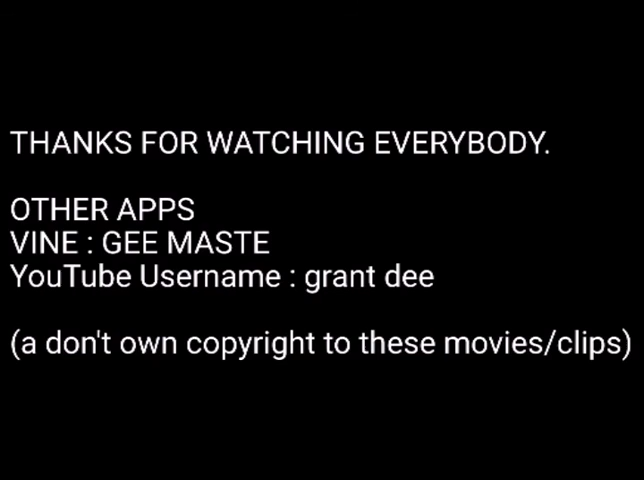 THANKS FOR WATCHING EVERYBODY.
OTHER APPS
VINE : GEE MASTE
YouTube Username : grant dee
(a don't own copyright to these movies/clips)